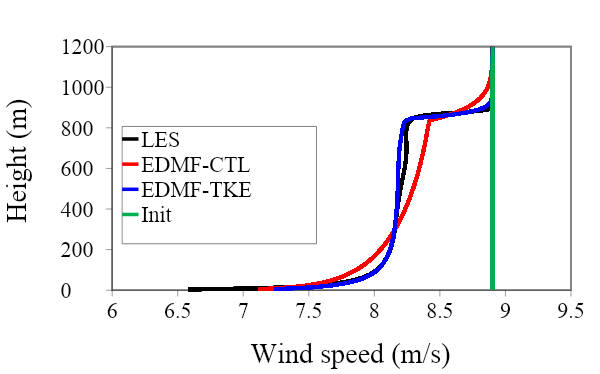 1200
1000
800
600
400
200
0
Height (m)
LES
EDMF-CTL
EDMF-TKE
Init
6 6.5 7 7.5 8 8.5 9 9.5
Wind speed (m/s)